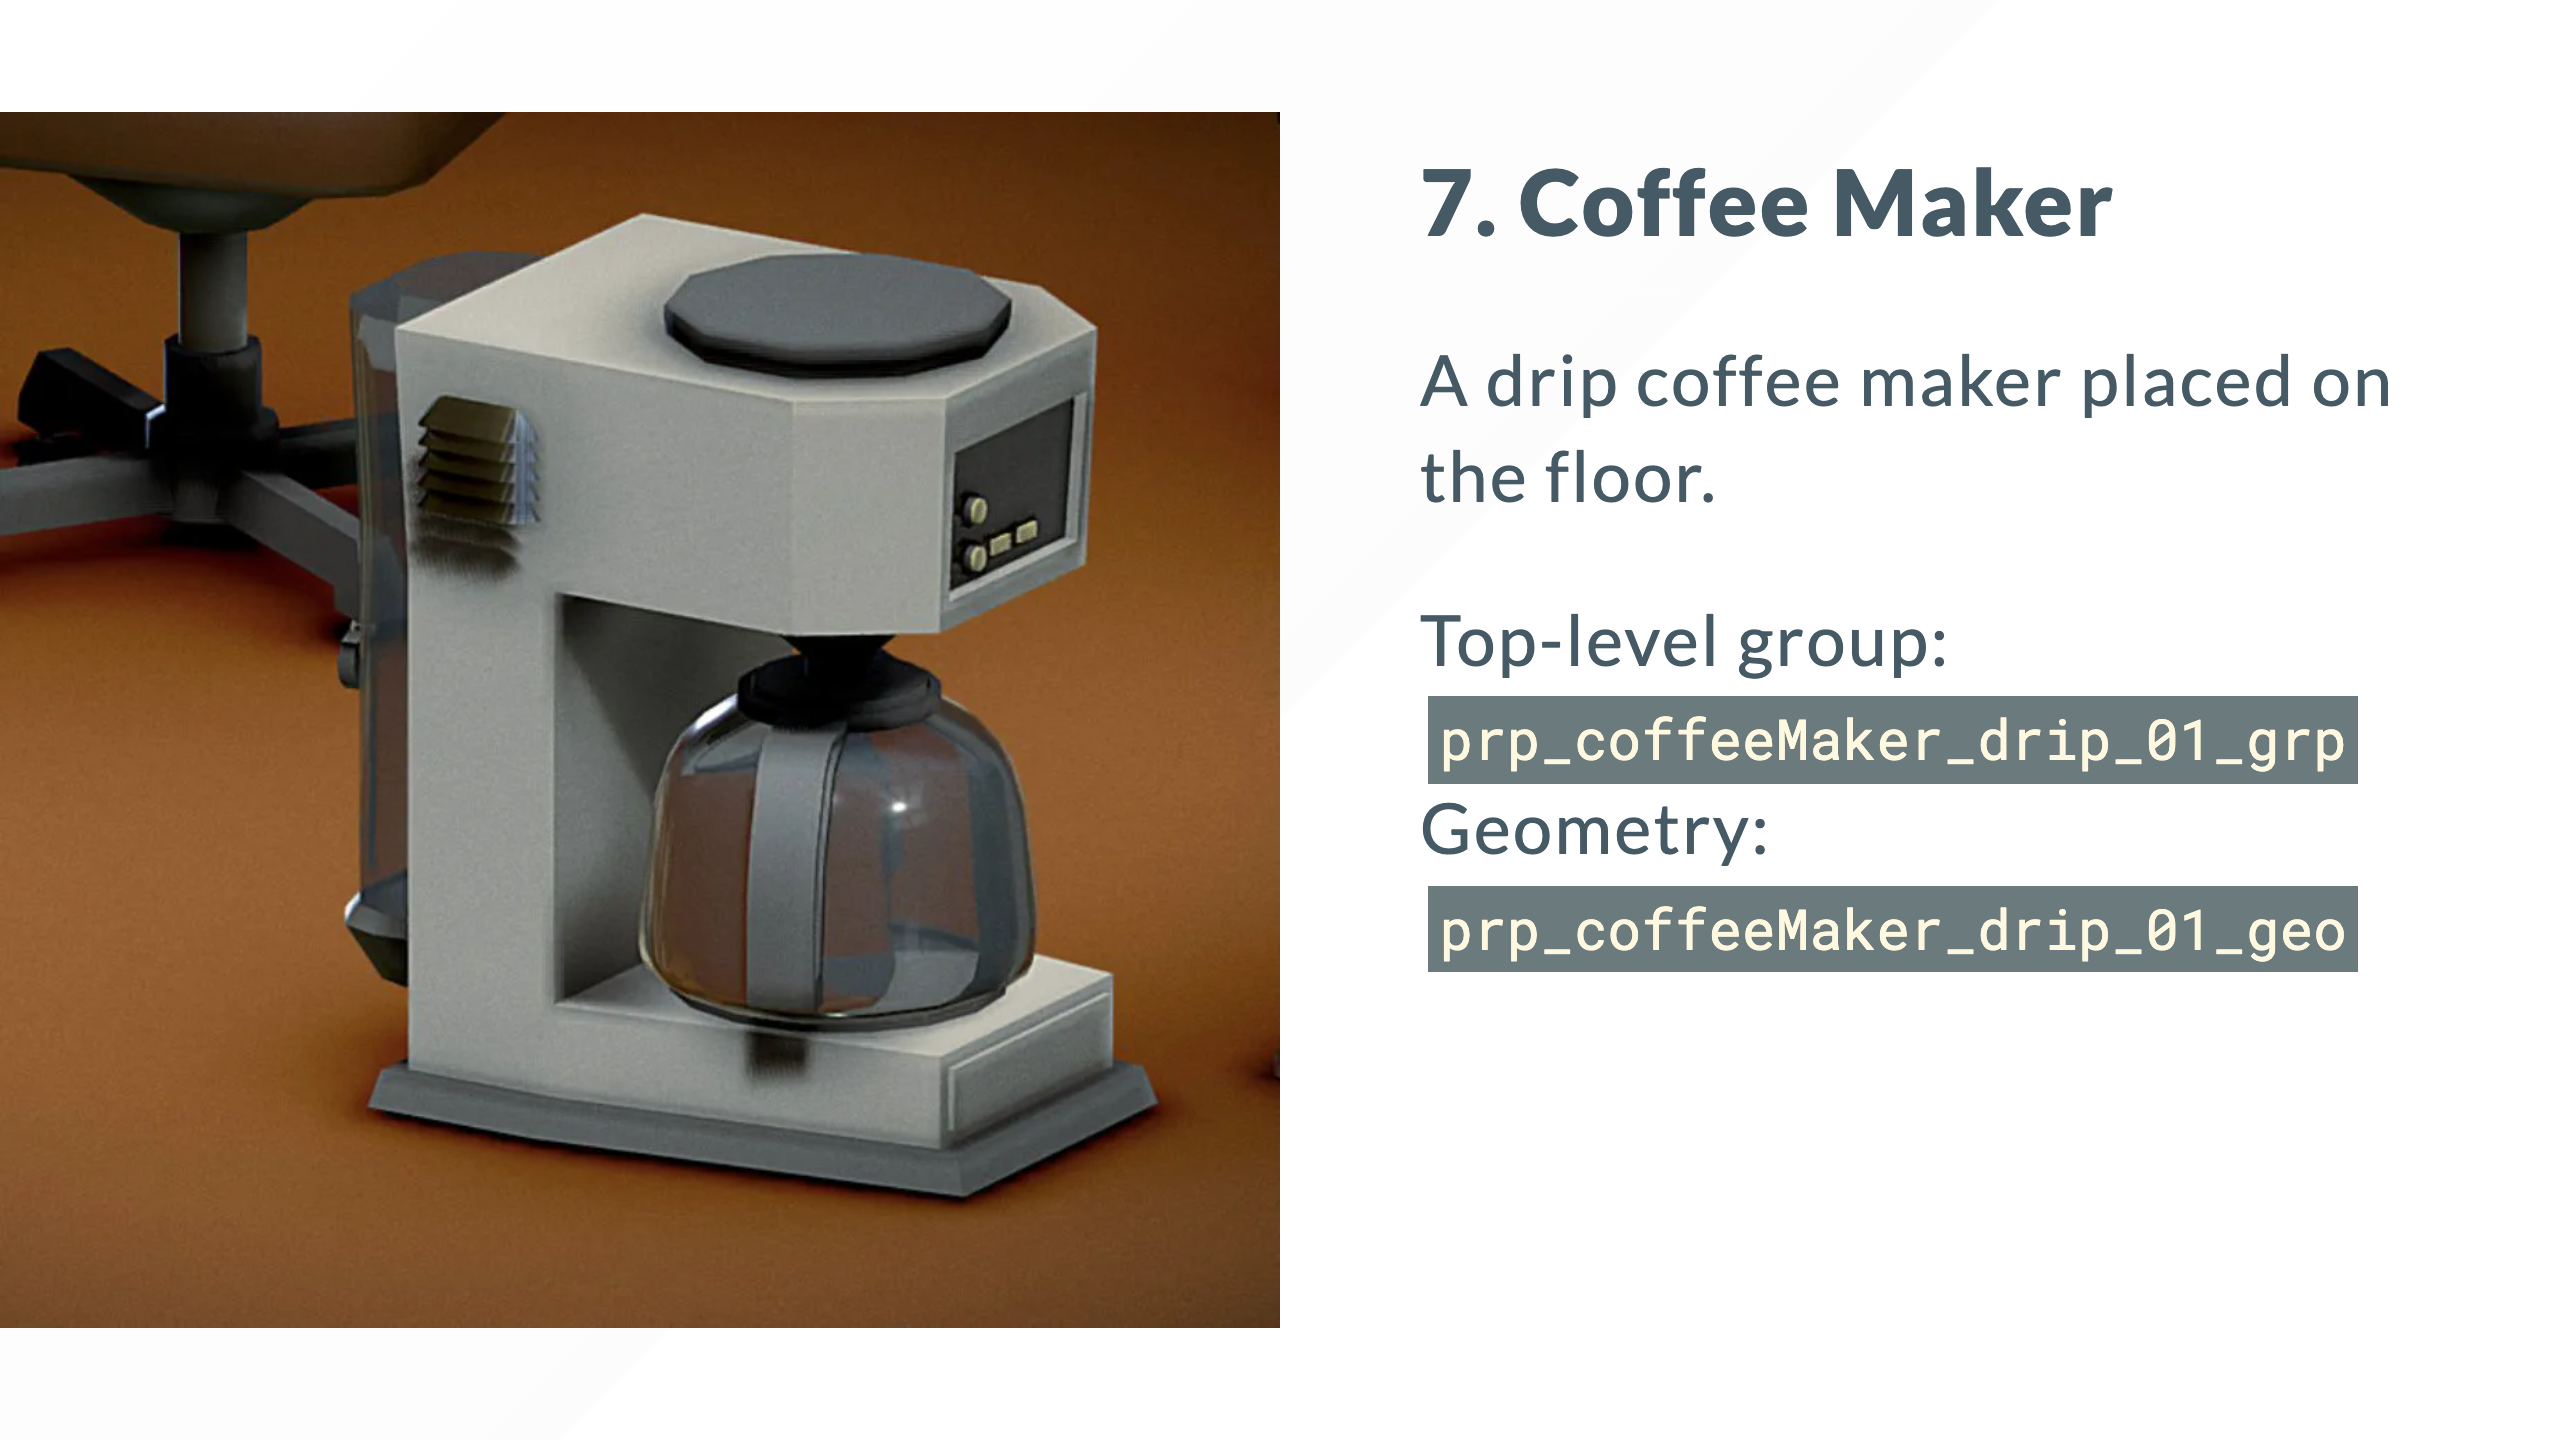 7. Coffee Maker
A drip coffee maker placed on
the floor.
Top-level group:
prp_coffeeMaker_drip_01_grp
Geometry:
prp_coffeeMaker_drip_01_geo